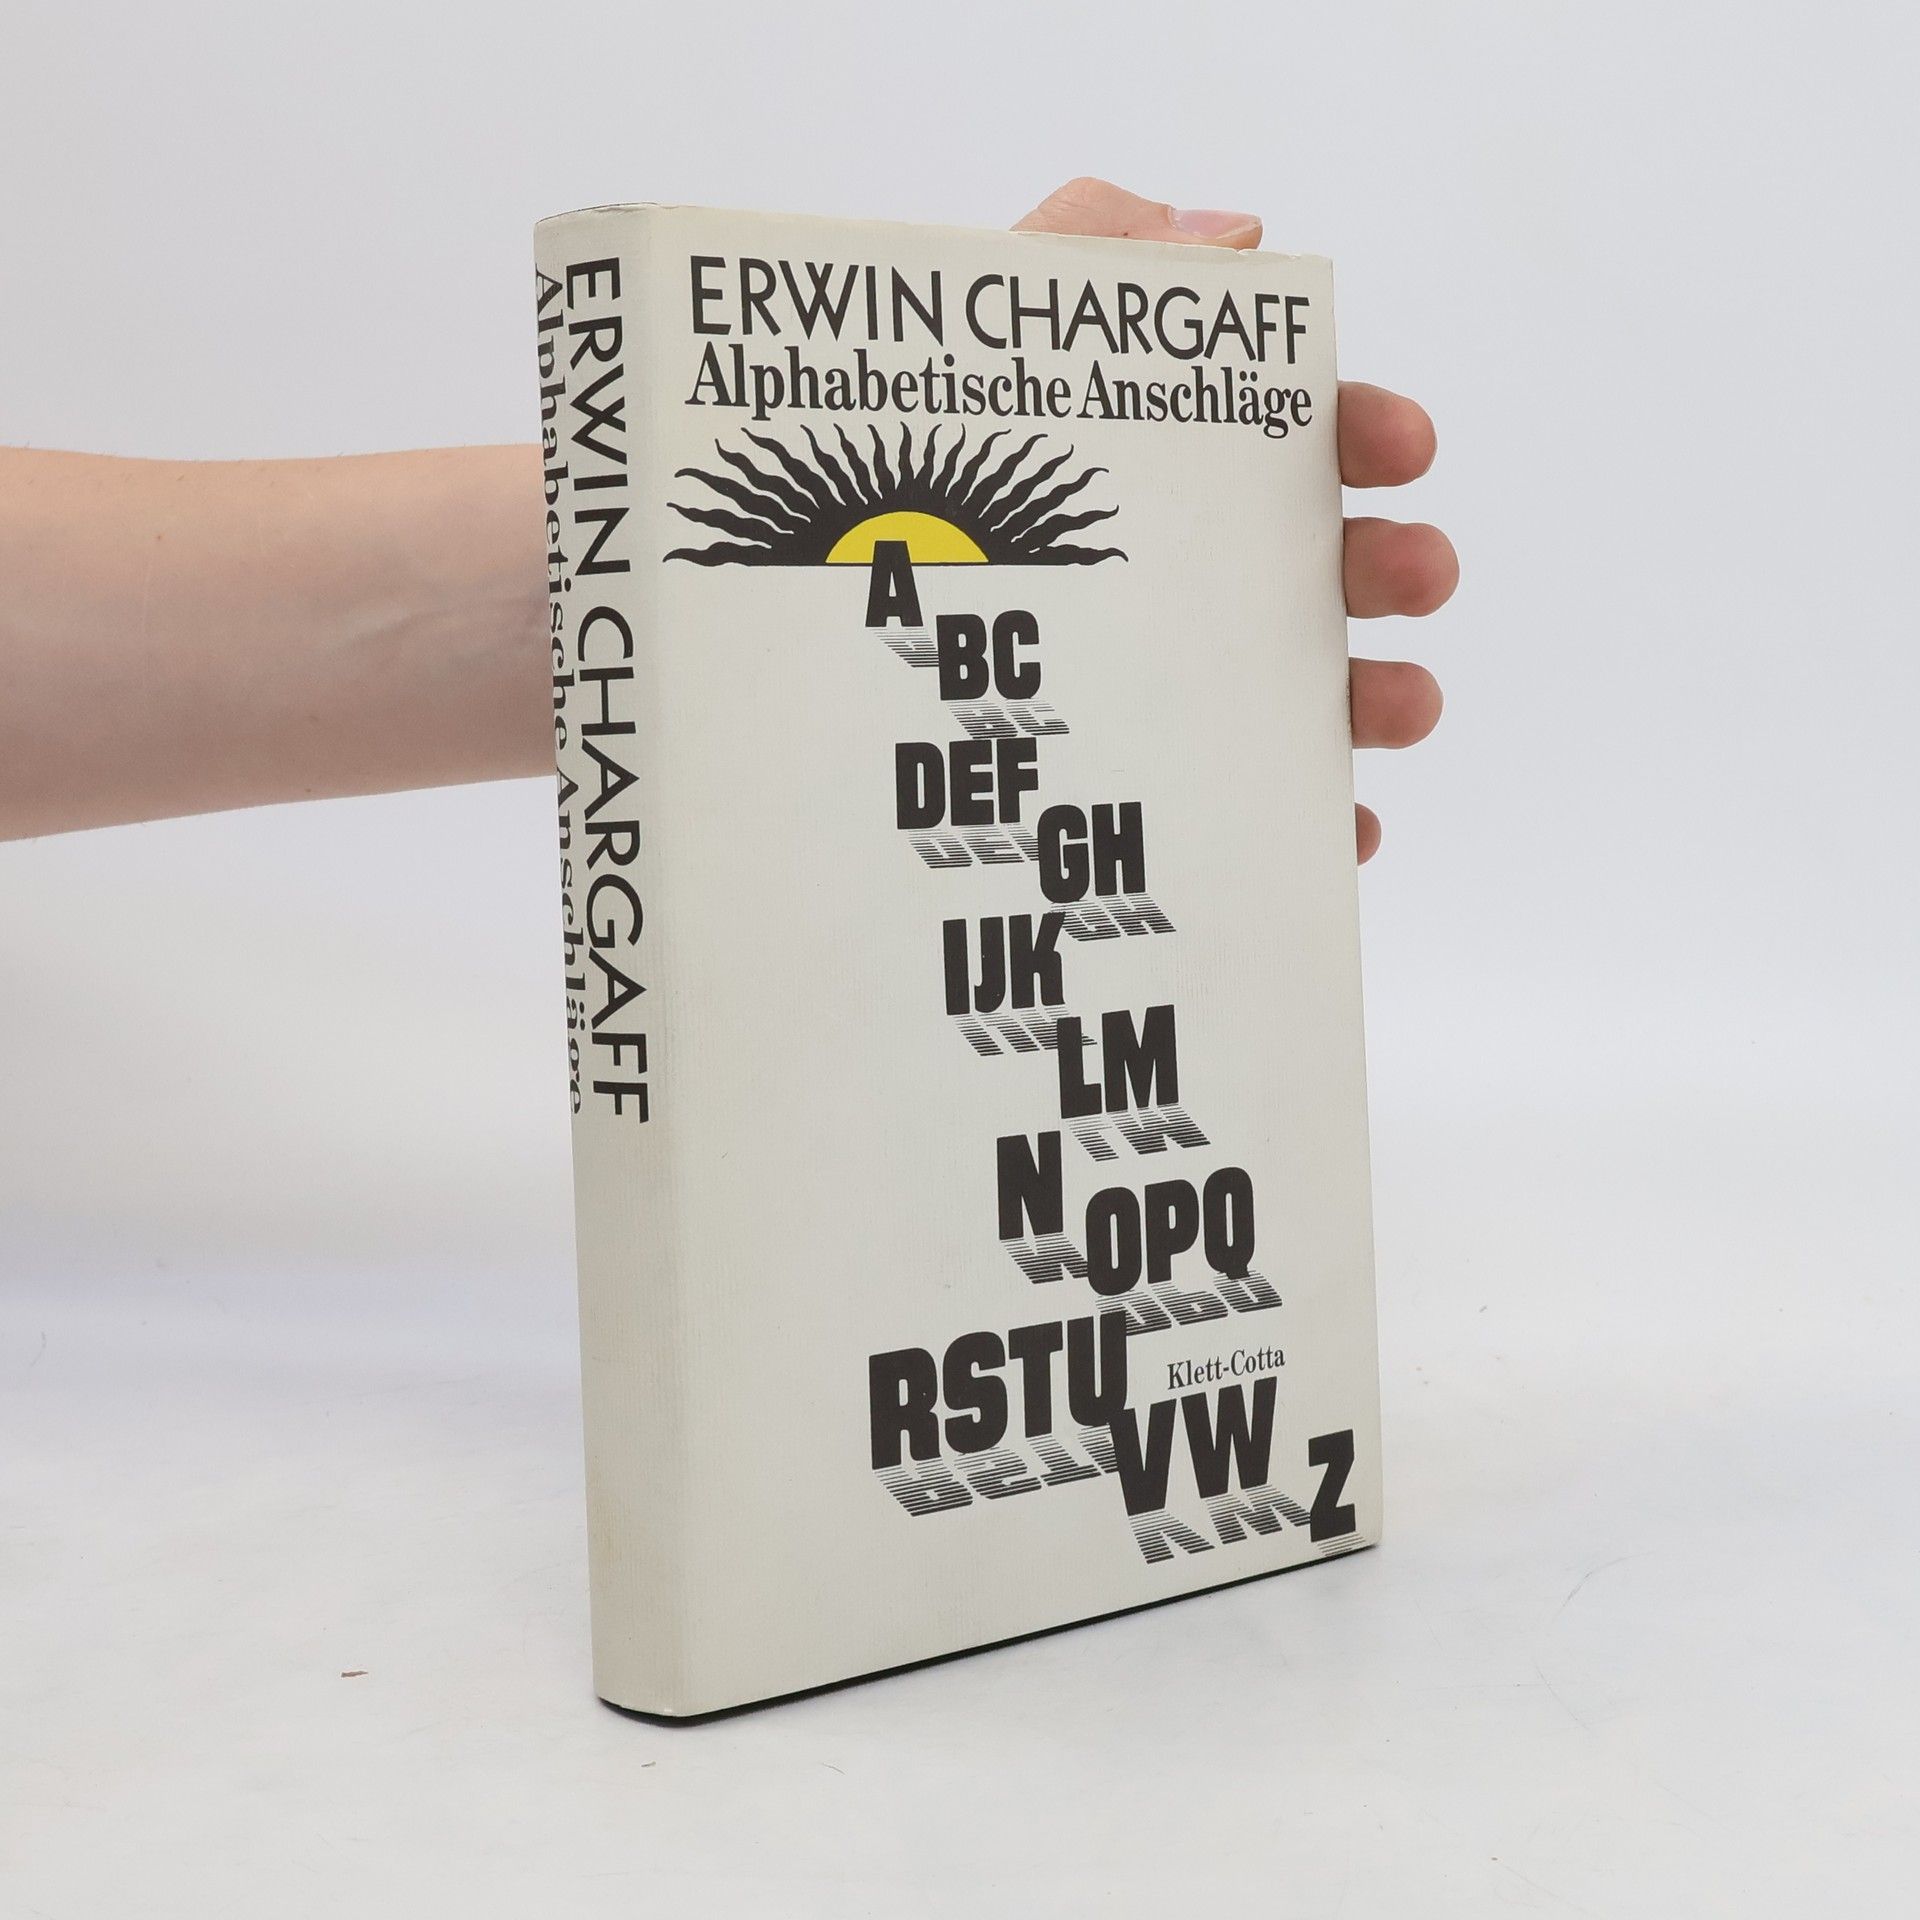 ERWIN CHARGAFF
Alphabetische Anschläge
ERWIN CHARGAFF
Alphabetische Anschläge
A
BC
DEF
GH
IJK
LM
N
OPQ
RSTU
Klett-Cotta
VW
Z